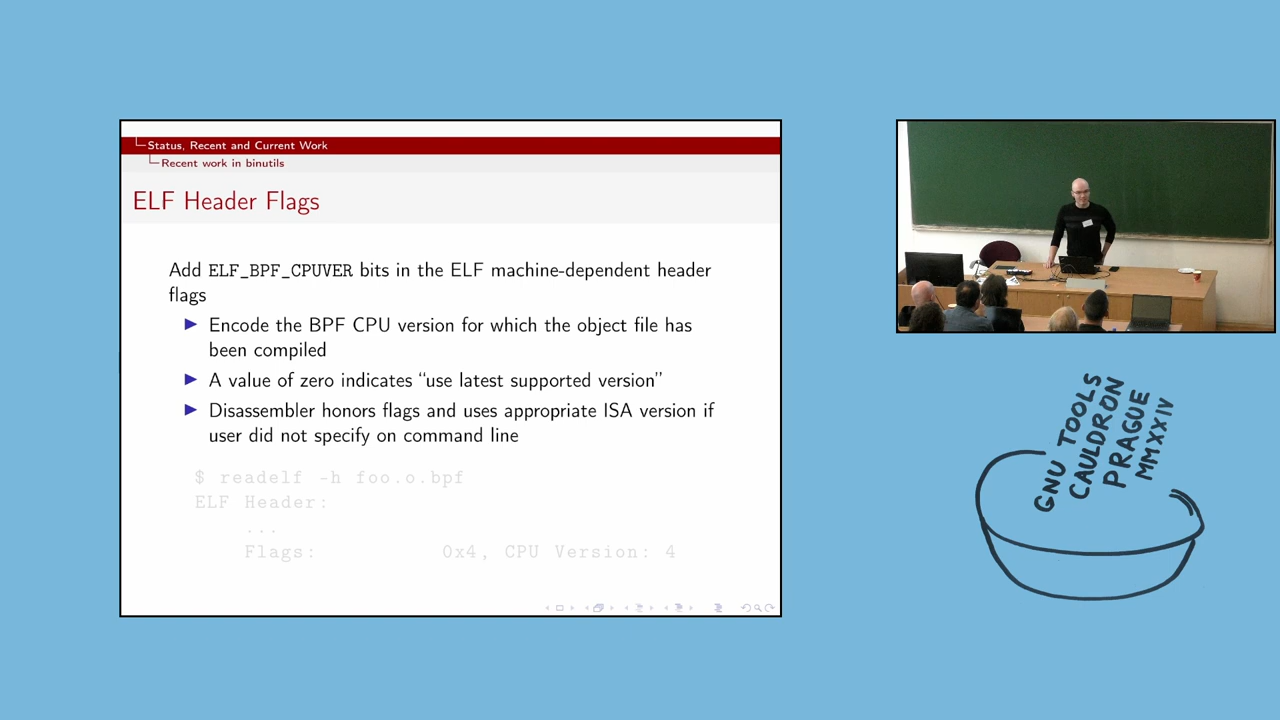 Status, Recent and Current Work
Recent work in binutils
ELF Header Flags
Add ELF_BPF_CPUVER bits in the ELF machine-dependent header
flags
Encode the BPF CPU version for which the object file has
been compiled
A value of zero indicates “use latest supported version”
Disassembler honors flags and uses appropriate ISA version if
user did not specify on command line
$ readelf -h foo.o.bpf
ELF Header:
...
Flags: 0x4, CPU Version: 4
GNU TOOLS
CAULDRON
PRAGUE
MMXXIV